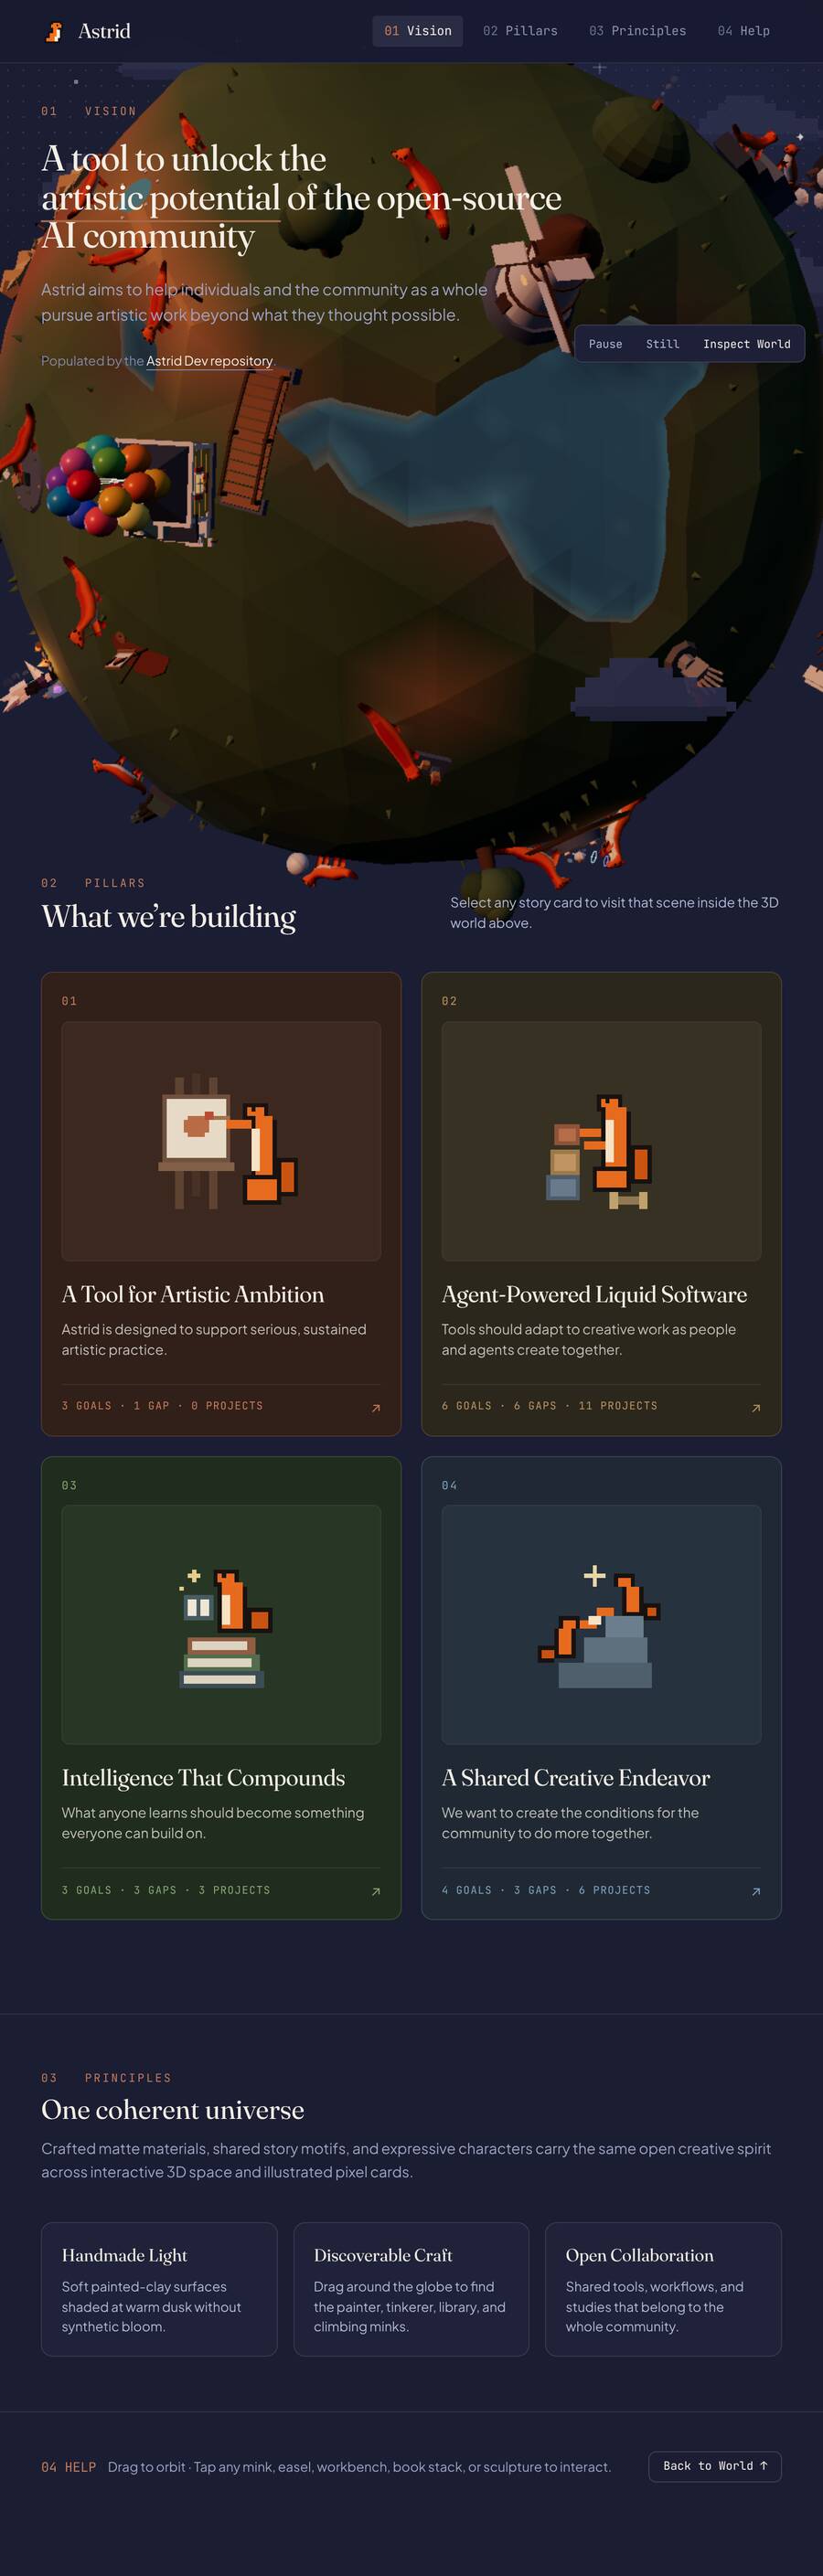 Astrid
01 Vision
02 Pillars
03 Principles
04 Help
01 VISION
A tool to unlock the
artistic potential of the open-source
AI community
Astrid aims to help individuals and the community as a whole
pursue artistic work beyond what they thought possible.
Populated by the Astrid Dev repository.
Pause Still Inspect World
02 PILLARS
What we’re building
Select any story card to visit that scene inside the 3D
world above.
01
A Tool for Artistic Ambition
Astrid is designed to support serious, sustained
artistic practice.
3 GOALS · 1 GAP · 0 PROJECTS ↗
02
Agent-Powered Liquid Software
Tools should adapt to creative work as people
and agents create together.
6 GOALS · 6 GAPS · 11 PROJECTS ↗
03
Intelligence That Compounds
What anyone learns should become something
everyone can build on.
3 GOALS · 3 GAPS · 3 PROJECTS ↗
04
A Shared Creative Endeavor
We want to create the conditions for the
community to do more together.
4 GOALS · 3 GAPS · 6 PROJECTS ↗
03 PRINCIPLES
One coherent universe
Crafted matte materials, shared story motifs, and expressive characters carry the same open creative spirit
across interactive 3D space and illustrated pixel cards.
Handmade Light
Soft painted-clay surfaces
shaded at warm dusk without
synthetic bloom.
Discoverable Craft
Drag around the globe to find
the painter, tinkerer, library, and
climbing minks.
Open Collaboration
Shared tools, workflows, and
studies that belong to the
whole community.
04 HELP Drag to orbit · Tap any mink, easel, workbench, book stack, or sculpture to interact.
Back to World ↑